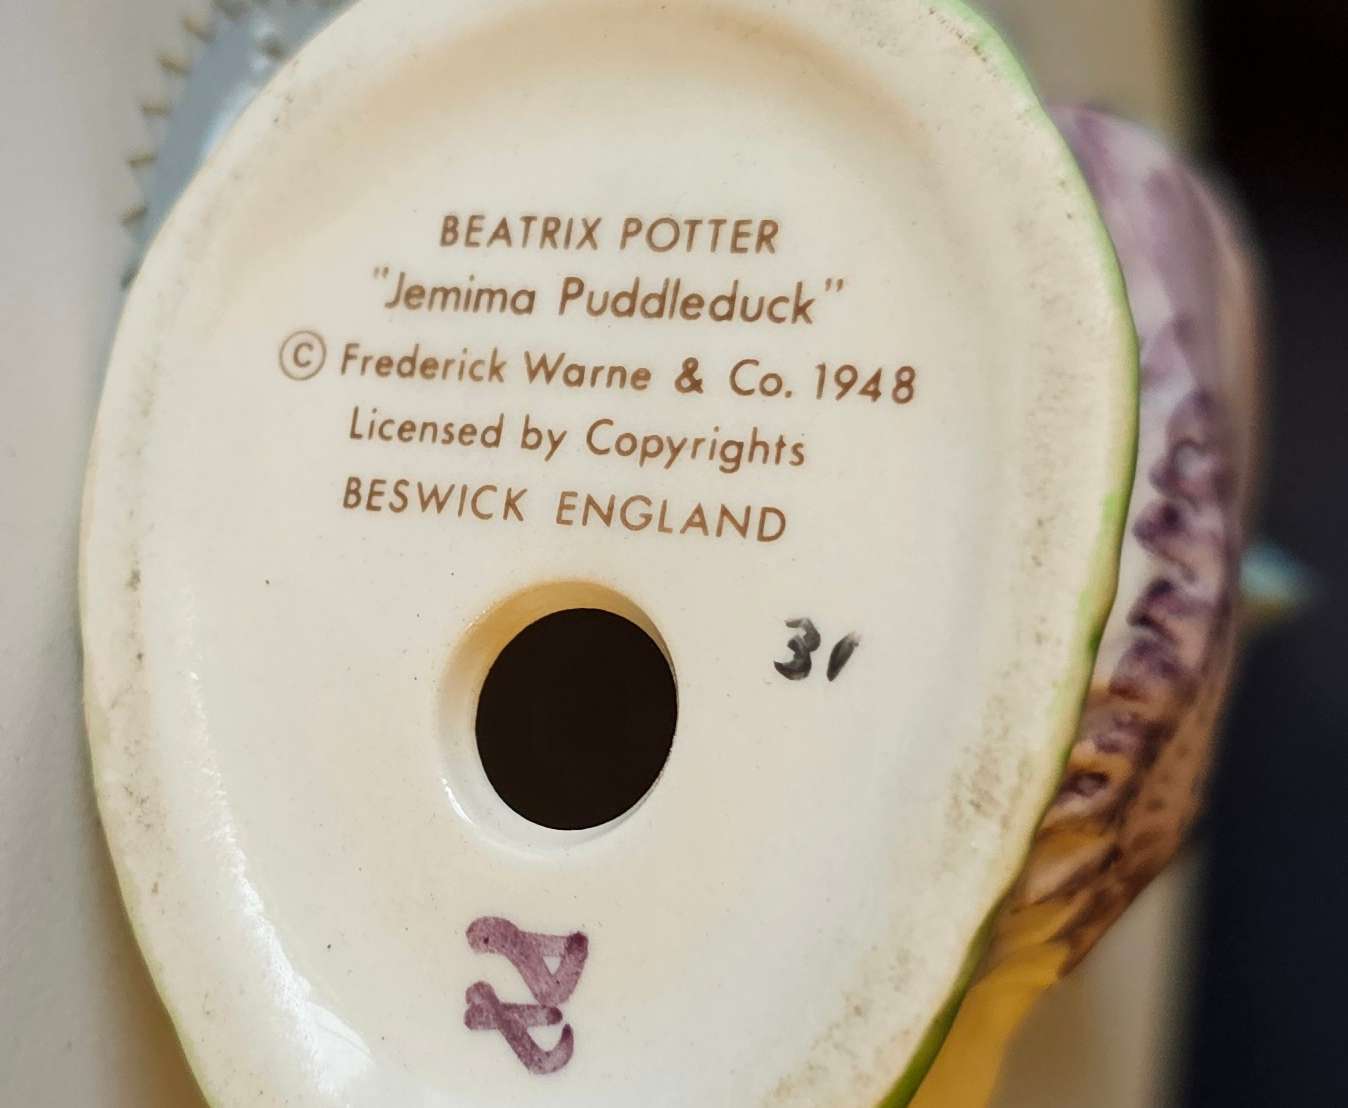 BEATRIX POTTER
"Jemima Puddleduck"
© Frederick Warne & Co. 1948
Licensed by Copyrights
BESWICK ENGLAND
31